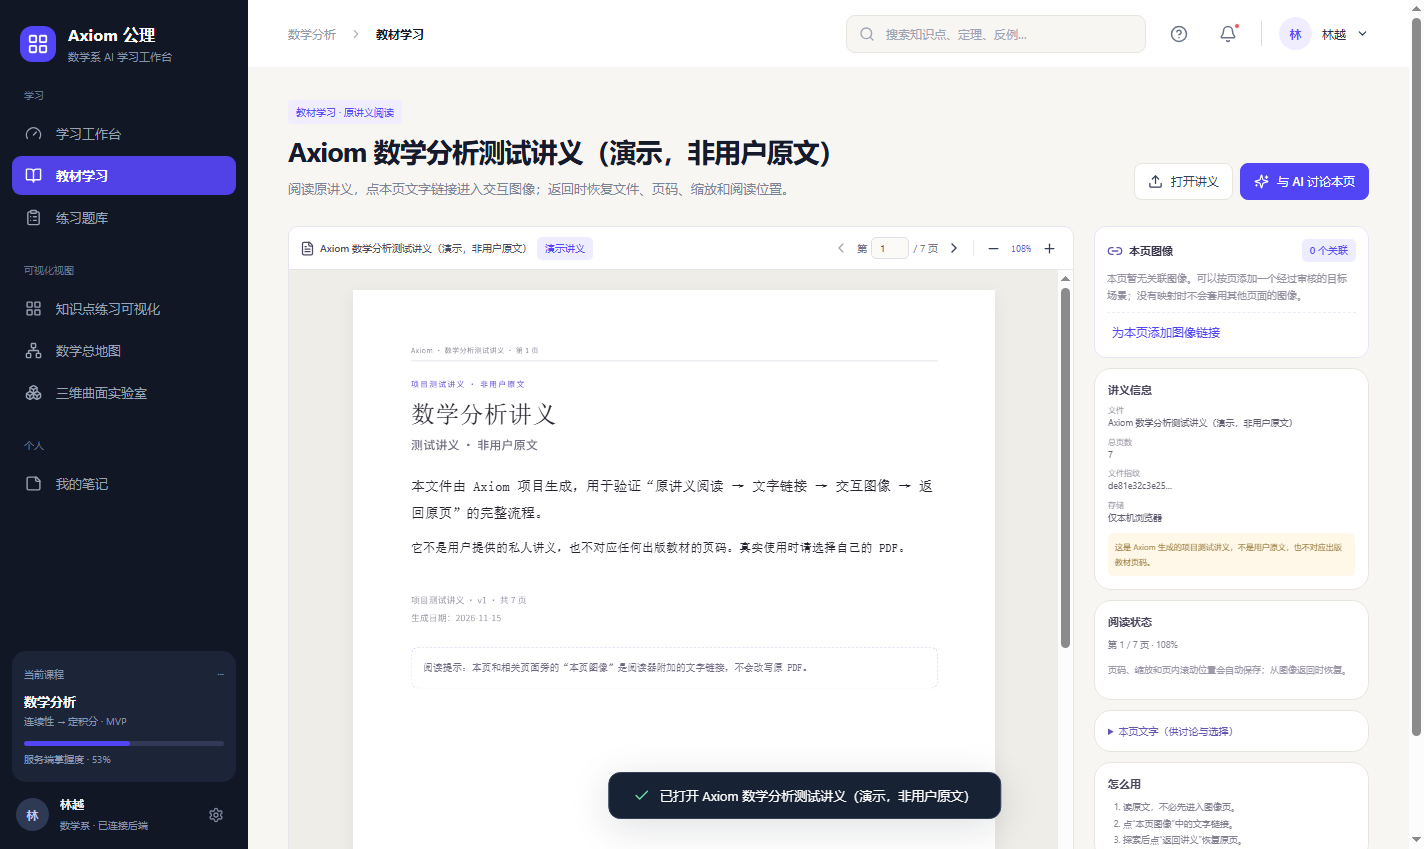 Axiom 公理
数学系 AI 学习工作台
学习
学习工作台
教材学习
练习题库
可视化视图
知识点练习可视化
数学总地图
三维曲面实验室
个人
我的笔记
当前课程
数学分析
连续性 → 定积分 · MVP
服务端掌握度 · 53%
林
林越
数学系 · 已连接后端
数学分析
教材学习
搜索知识点、定理、反例...
林
林越
教材学习 · 原讲义阅读
Axiom 数学分析测试讲义（演示，非用户原文）
阅读原讲义，点本页文字链接进入交互图像；返回时恢复文件、页码、缩放和阅读位置。
打开讲义
与 AI 讨论本页
Axiom 数学分析测试讲义（演示，非用户原文）
演示讲义
第 1 / 7 页
108%
Axiom · 数学分析测试讲义 · 第 1 页
项目测试讲义 · 非用户原文
数学分析讲义
测试讲义 · 非用户原文
本文件由 Axiom 项目生成，用于验证“原讲义阅读 → 文字链接 → 交互图像 → 返
回原页”的完整流程。
它不是用户提供的私人讲义，也不对应任何出版教材的页码。真实使用时请选择自己的 PDF。
项目测试讲义 · v1 · 共 7 页
生成日期：2026-11-15
阅读提示：本页和相关页面旁的“本页图像”是阅读器附加的文字链接，不会改写原 PDF。
已打开 Axiom 数学分析测试讲义（演示，非用户原文）
本页图像
0 个关联
本页暂无关联图像。可以按页添加一个经过审核的目标
场景；没有映射时不会套用其他页面的图像。
为本页添加图像链接
讲义信息
文件
Axiom 数学分析测试讲义（演示，非用户原文）
总页数
7
文件指纹
de81e32c3e25...
存储
仅本机浏览器
这是 Axiom 生成的项目测试讲义，不是用户原文，也不对应出版
教材页码。
阅读状态
第 1 / 7 页 · 108%
页码、缩放和页内滚动位置会自动保存；从图像返回时恢复。
本页文字（供讨论与选择）
怎么用
1. 读原文，不必先进入图像页。
2. 点“本页图像”中的文字链接。
3. 探索后点“返回讲义”恢复原页。